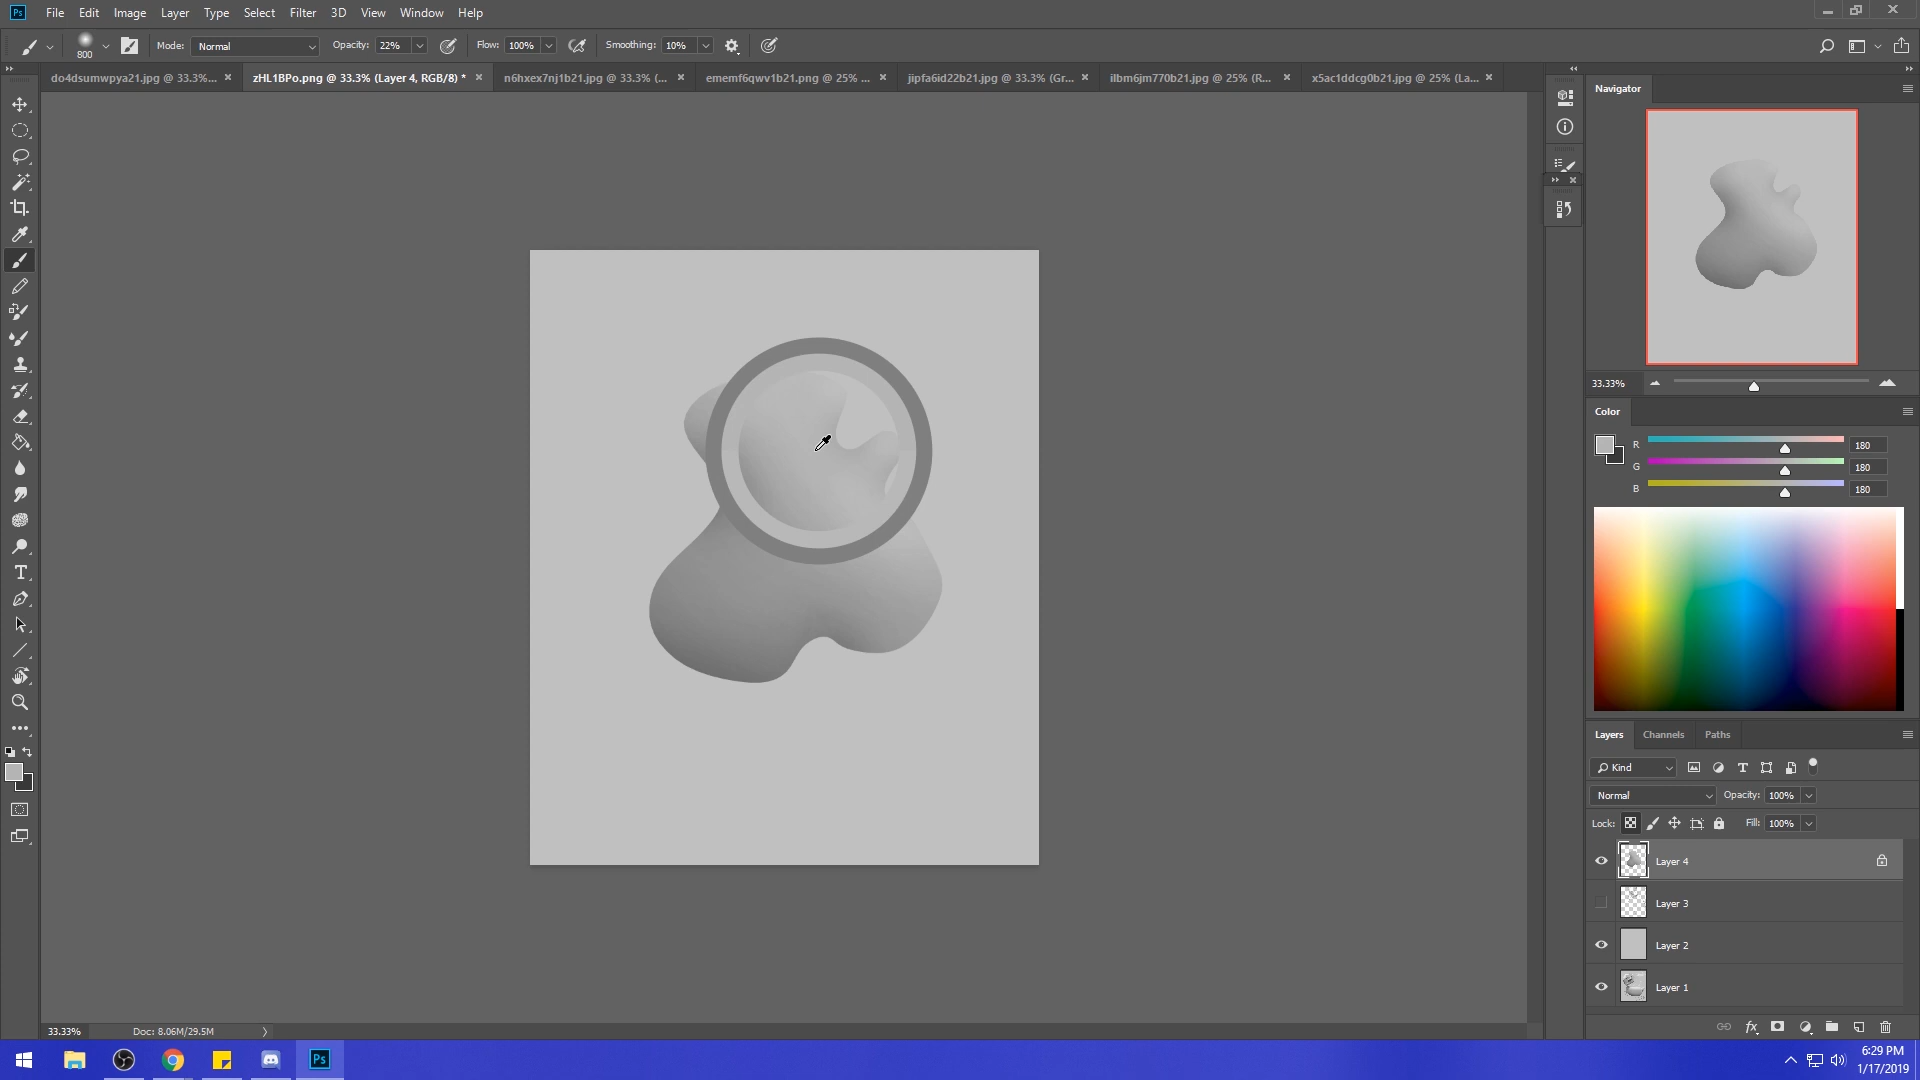 Ps File Edit Image Layer Type Select Filter 3D View Window Help
800 Mode: Normal Opacity: 22% Flow: 100% Smoothing: 10%
do4dsumwpya21.jpg @ 33.3%... × zHL1BPo.png @ 33.3% (Layer 4, RGB/8) * × n6hxex7nj1b21.jpg @ 33.3% (... × ememf6qwv1b21.png @ 25% ... × jipfa6id22b21.jpg @ 33.3% (Gr... × ilbm6jm770b21.jpg @ 25% (R... × x5ac1ddcg0b21.jpg @ 25% (La... ×
Navigator
33.33%
Color
R 180
G 180
B 180
Layers Channels Paths
Kind
Normal Opacity: 100%
Lock: Fill: 100%
Layer 4
Layer 3
Layer 2
Layer 1
33.33% Doc: 8.06M/29.5M
Ps
6:29 PM
1/17/2019